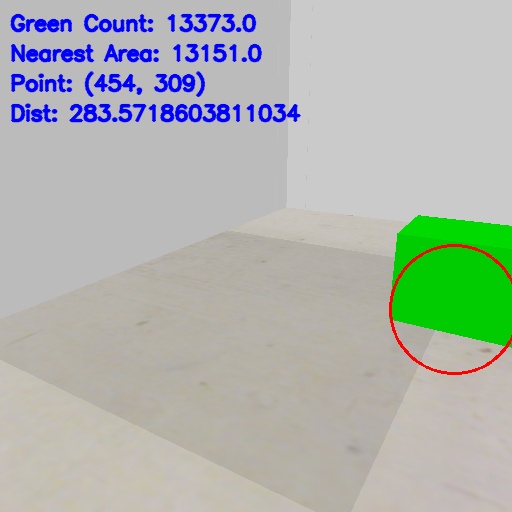 Green Count: 13373.0
Nearest Area: 13151.0
Point: (454, 309)
Dist: 283.5718603811034